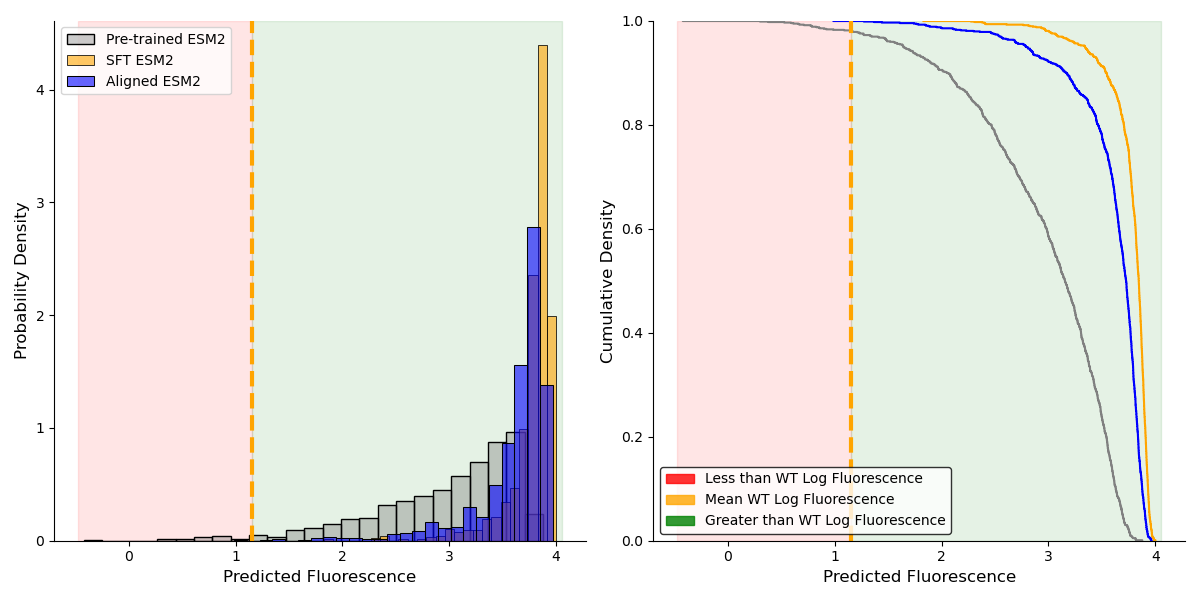 Pre-trained ESM2
SFT ESM2
Aligned ESM2
Probability Density
4
3
2
1
0
0
1
2
3
4
Predicted Fluorescence
Cumulative Density
1.0
0.8
0.6
0.4
0.2
0.0
Less than WT Log Fluorescence
Mean WT Log Fluorescence
Greater than WT Log Fluorescence
0
1
2
3
4
Predicted Fluorescence